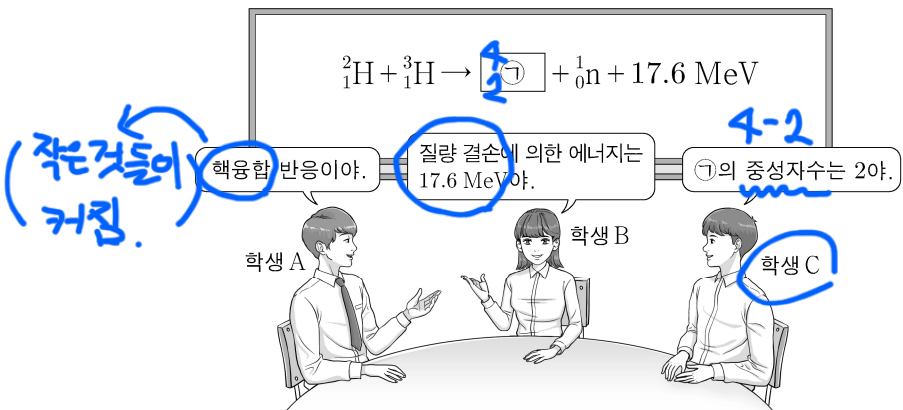 ²₁H + ³₁H → ㉠ + ¹₀n + 17.6 MeV
4
2
4-2
(작은것들이
커짐.)
핵융합 반응이야.
질량 결손에 의한 에너지는
17.6 MeV야.
㉠의 중성자수는 2야.
학생 A
학생 B
학생 C